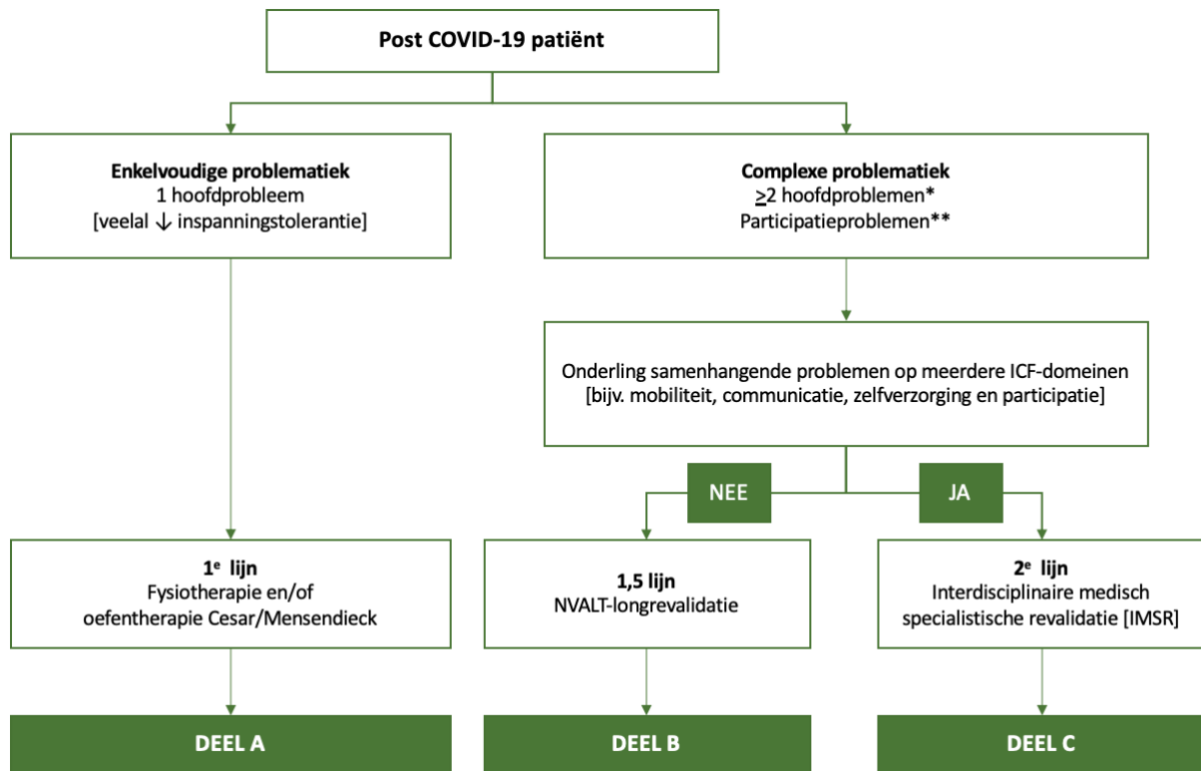 Post COVID-19 patiënt
Enkelvoudige problematiek
1 hoofdprobleem
[veelal ↓ inspanningstolerantie]
Complexe problematiek
≥2 hoofdproblemen*
Participatieproblemen**
Onderling samenhangende problemen op meerdere ICF-domeinen
[bijv. mobiliteit, communicatie, zelfverzorging en participatie]
NEE
JA
1e lijn
Fysiotherapie en/of
oefentherapie Cesar/Mensendieck
1,5 lijn
NVALT-longrevalidatie
2e lijn
Interdisciplinaire medisch
specialistische revalidatie [IMSR]
DEEL A
DEEL B
DEEL C